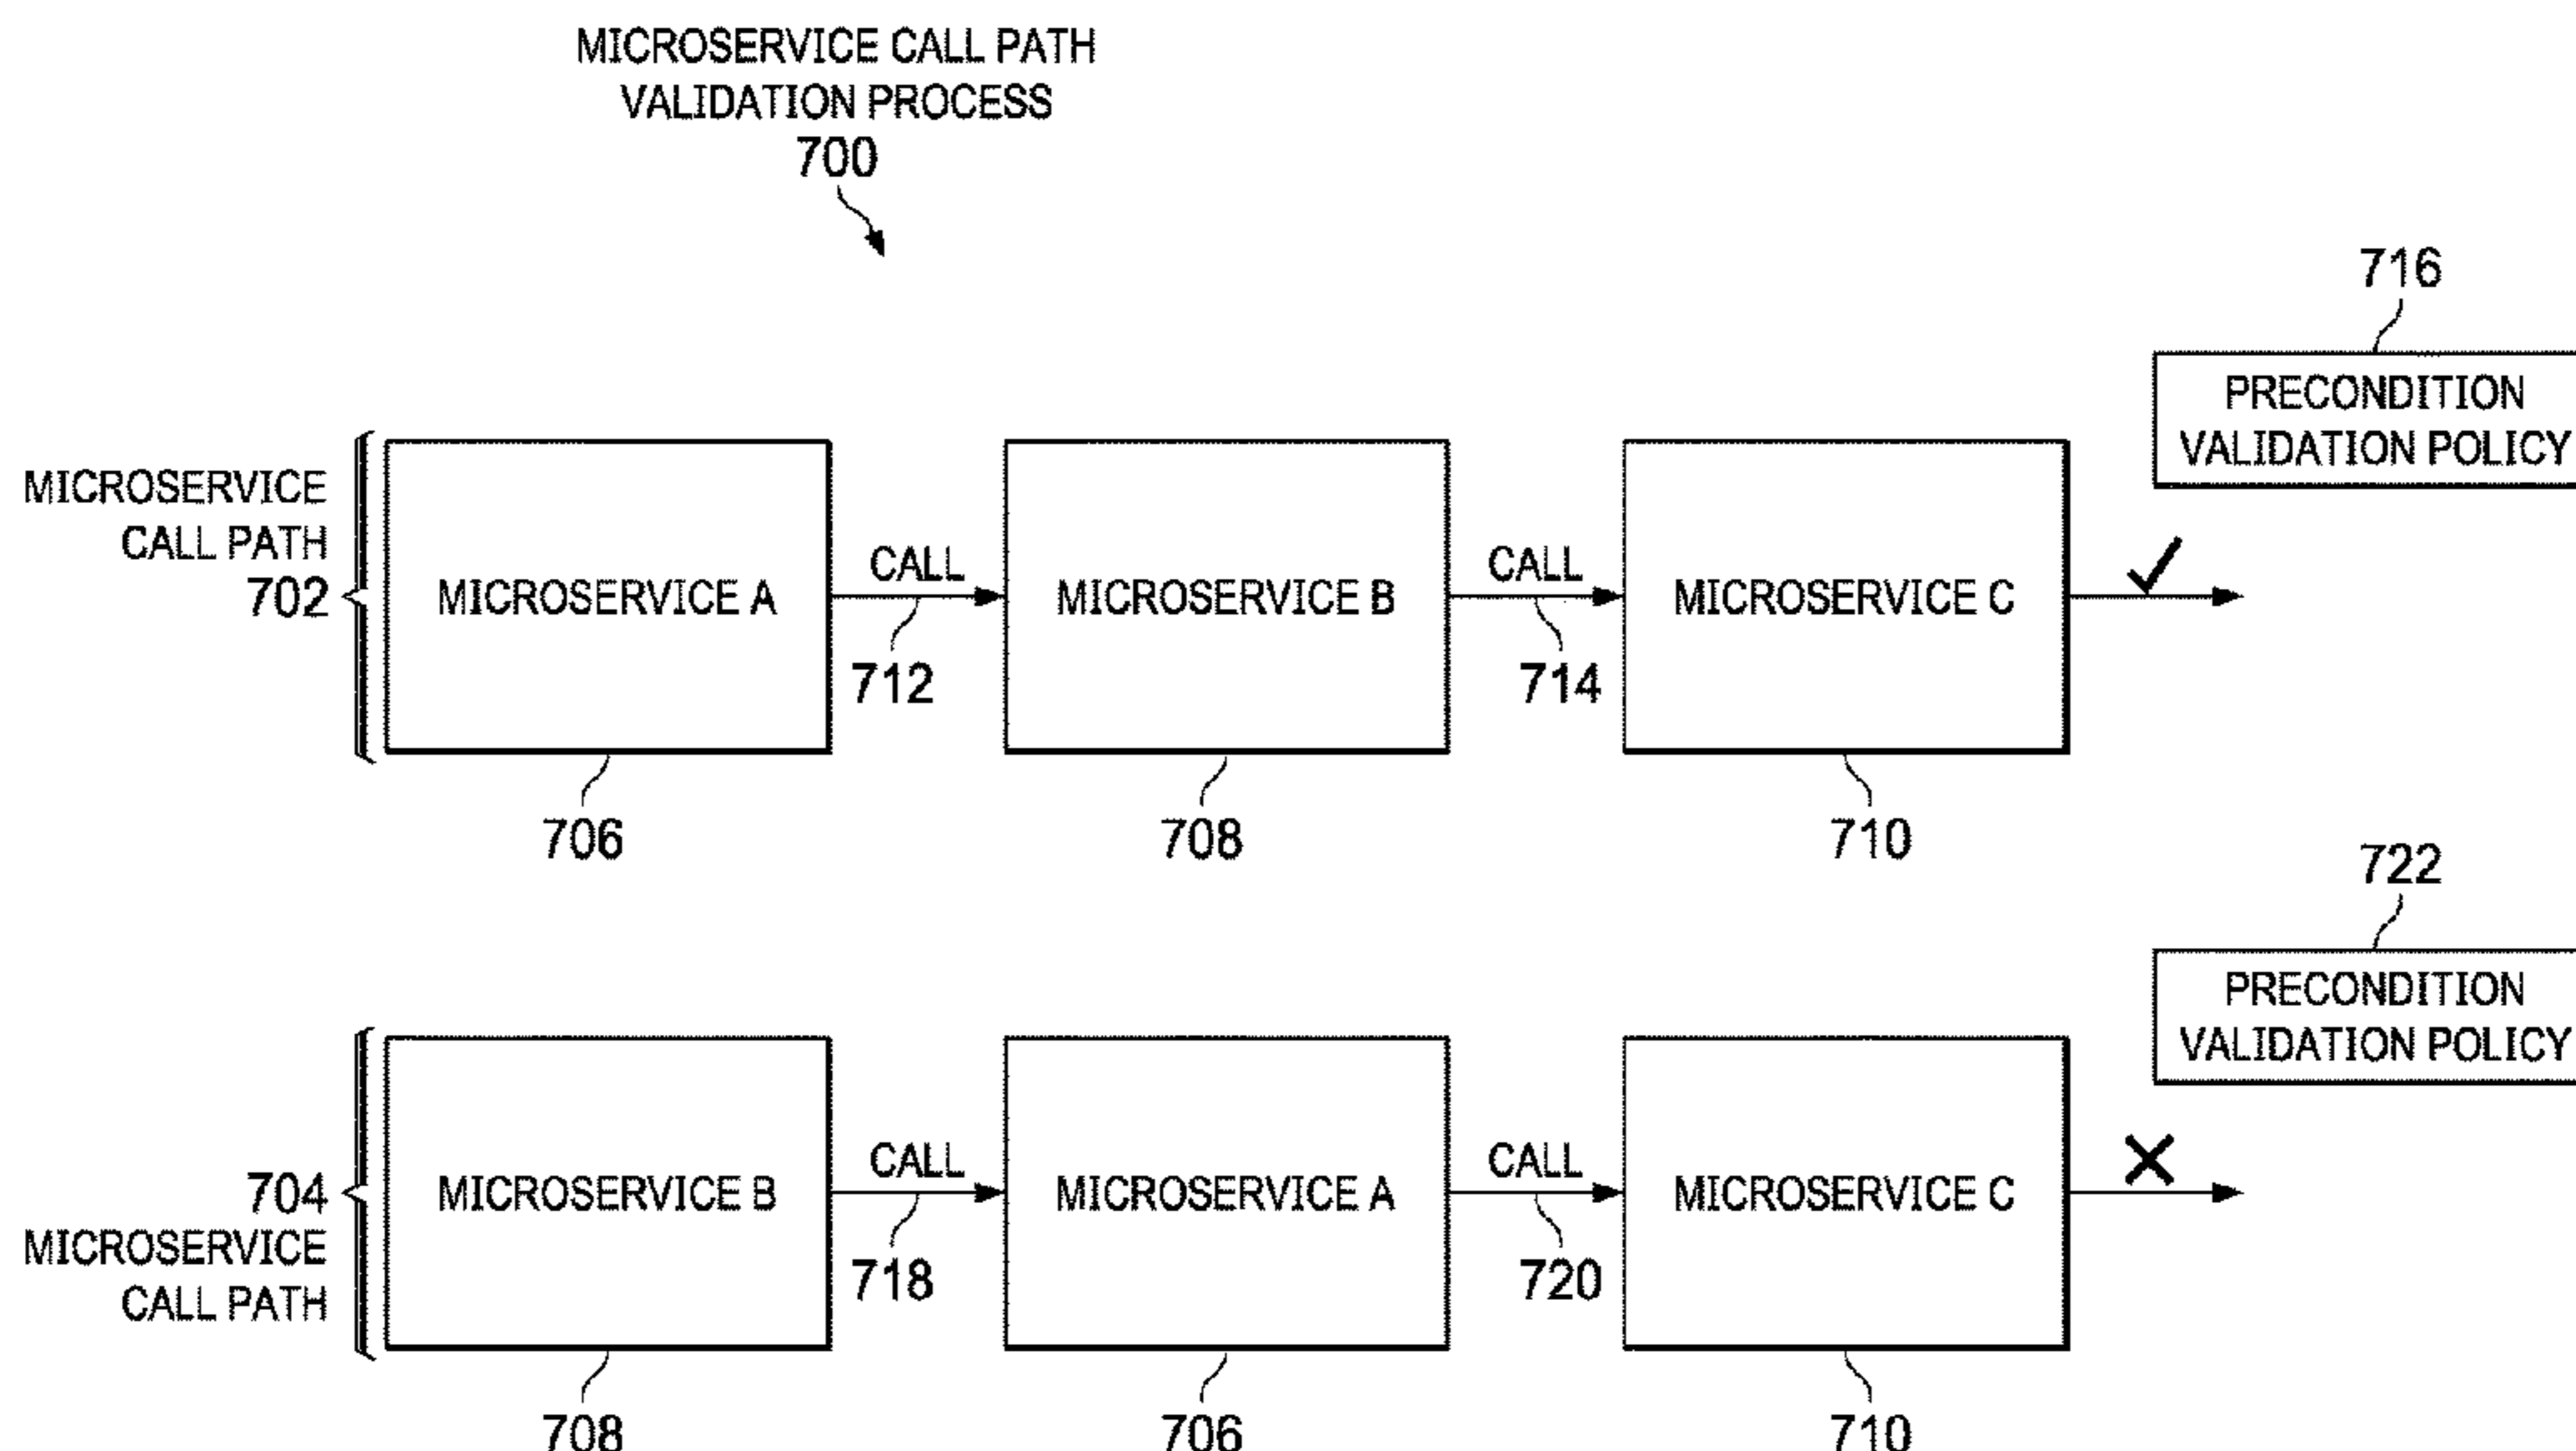 MICROSERVICE CALL PATH
VALIDATION PROCESS
700
716
PRECONDITION
VALIDATION POLICY
MICROSERVICE
CALL PATH
702
MICROSERVICE A
CALL
712
MICROSERVICE B
CALL
714
MICROSERVICE C
706
708
710
722
PRECONDITION
VALIDATION POLICY
704
MICROSERVICE
CALL PATH
MICROSERVICE B
CALL
718
MICROSERVICE A
CALL
720
MICROSERVICE C
708
706
710